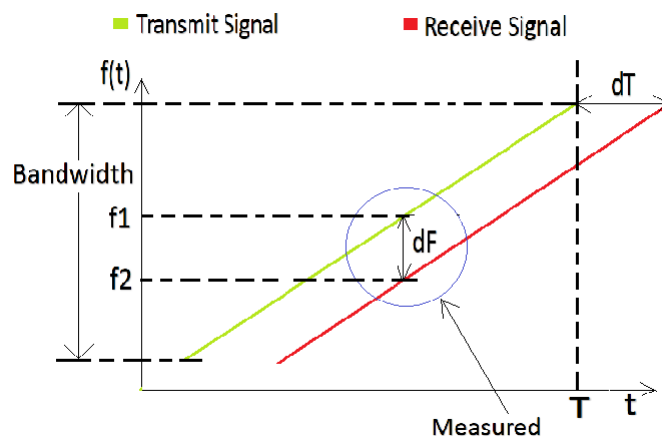 Transmit Signal
Receive Signal
f(t)
dT
Bandwidth
f1
dF
f2
T
t
Measured